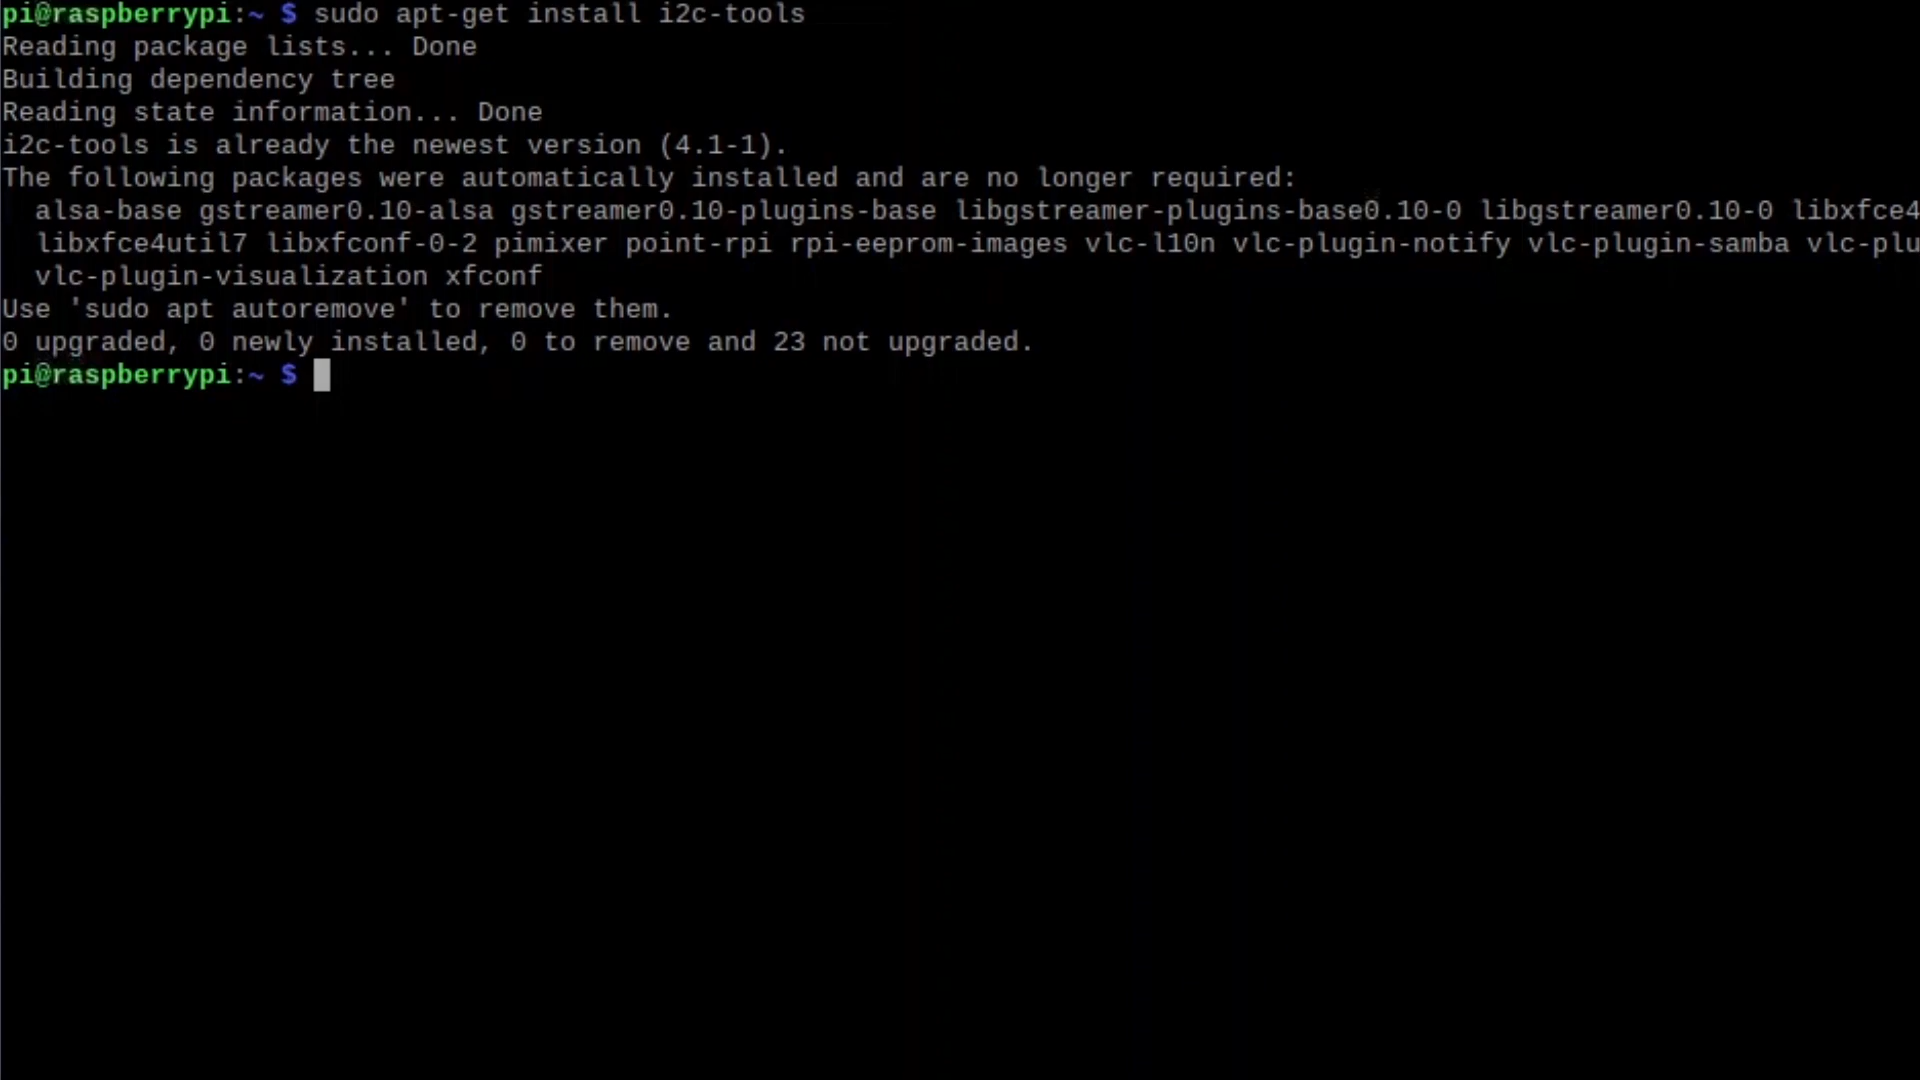 pi@raspberrypi:~ $ sudo apt-get install i2c-tools
Reading package lists... Done
Building dependency tree
Reading state information... Done
i2c-tools is already the newest version (4.1-1).
The following packages were automatically installed and are no longer required:
  alsa-base gstreamer0.10-alsa gstreamer0.10-plugins-base libgstreamer-plugins-base0.10-0 libgstreamer0.10-0 libxfce4
  libxfce4util7 libxfconf-0-2 pimixer point-rpi rpi-eeprom-images vlc-l10n vlc-plugin-notify vlc-plugin-samba vlc-plu
  vlc-plugin-visualization xfconf
Use 'sudo apt autoremove' to remove them.
0 upgraded, 0 newly installed, 0 to remove and 23 not upgraded.
pi@raspberrypi:~ $